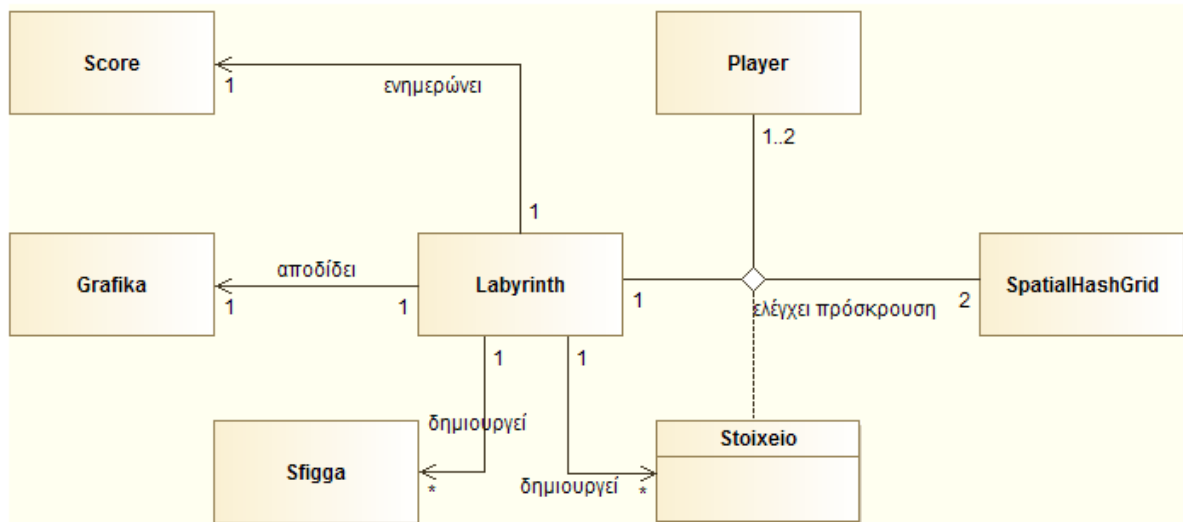 Score
Player
1
ενημερώνει
1..2
1
Grafika
αποδίδει
1
1
Labyrinth
1
ελέγχει πρόσκρουση
2
SpatialHashGrid
1
1
δημιουργεί
Sfigga
*
δημιουργεί
*
Stoixeio